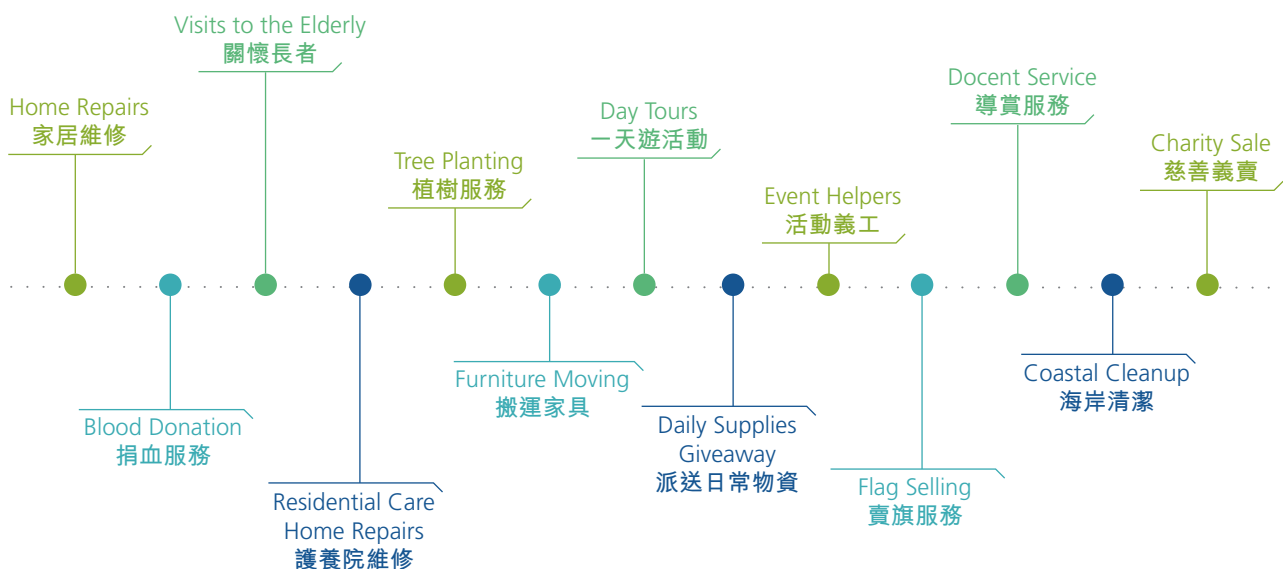 Home Repairs
家居維修
Blood Donation
捐血服務
Visits to the Elderly
關懷長者
Residential Care
Home Repairs
護養院維修
Tree Planting
植樹服務
Furniture Moving
搬運家具
Day Tours
一天遊活動
Daily Supplies
Giveaway
派送日常物資
Event Helpers
活動義工
Flag Selling
賣旗服務
Docent Service
導賞服務
Coastal Cleanup
海岸清潔
Charity Sale
慈善義賣